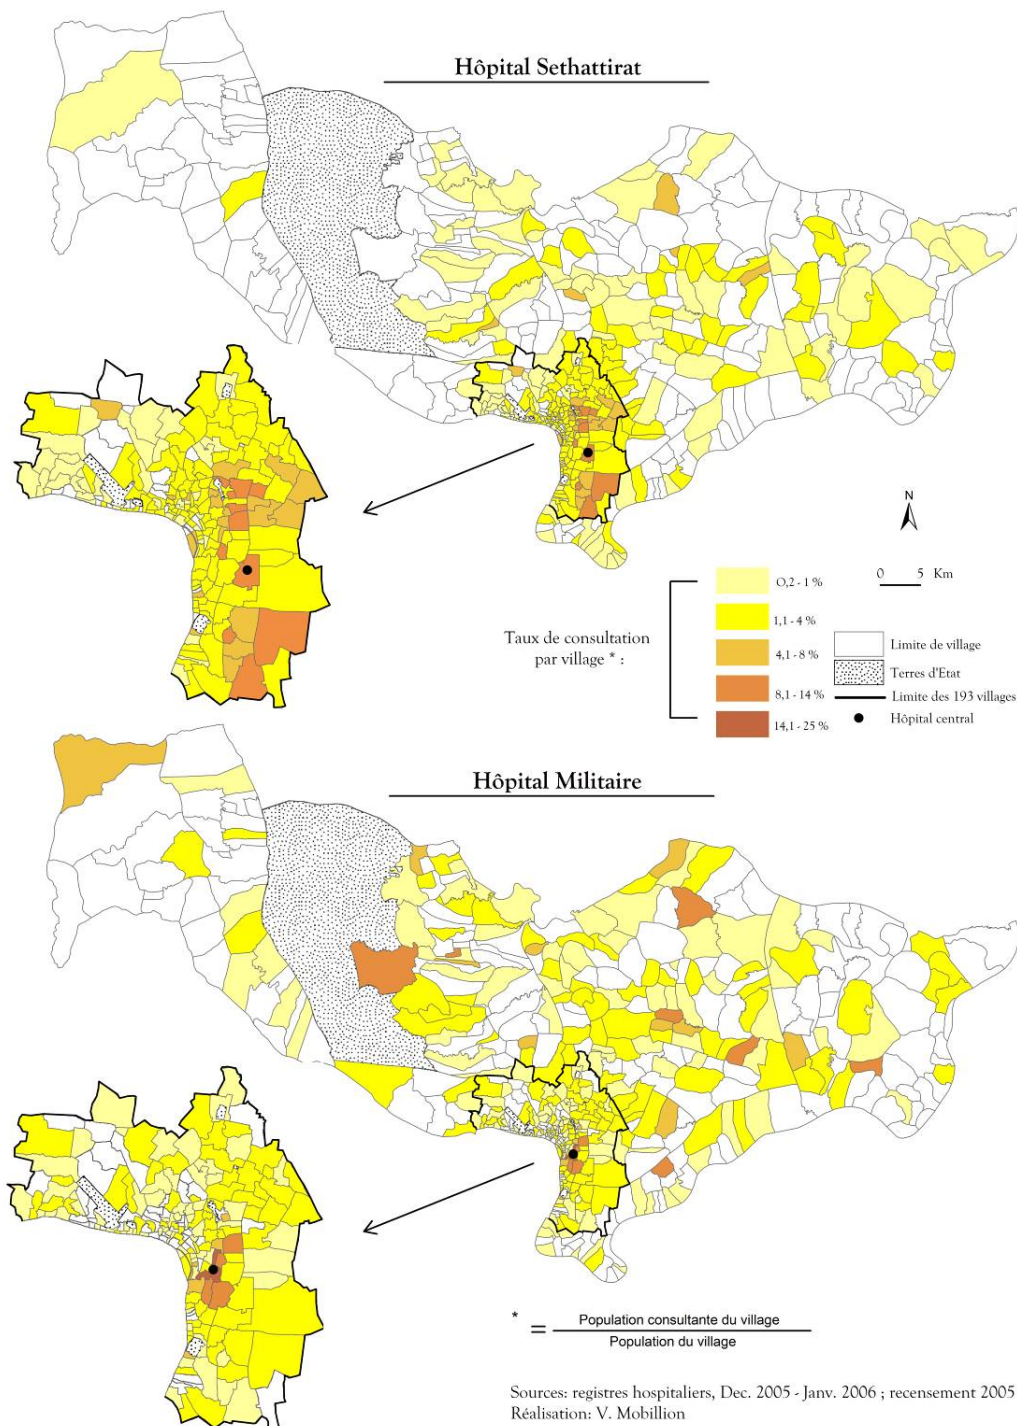 Hôpital Sethattirat
N
0 5 Km
Taux de consultation
par village * :
0,2 - 1 %
1,1 - 4 %
4,1 - 8 %
8,1 - 14 %
14,1 - 25 %
Limite de village
Terres d'Etat
Limite des 193 villages
Hôpital central
Hôpital Militaire
* = Population consultante du village
Population du village
Sources: registres hospitaliers, Dec. 2005 - Janv. 2006 ; recensement 2005
Réalisation: V. Mobillion